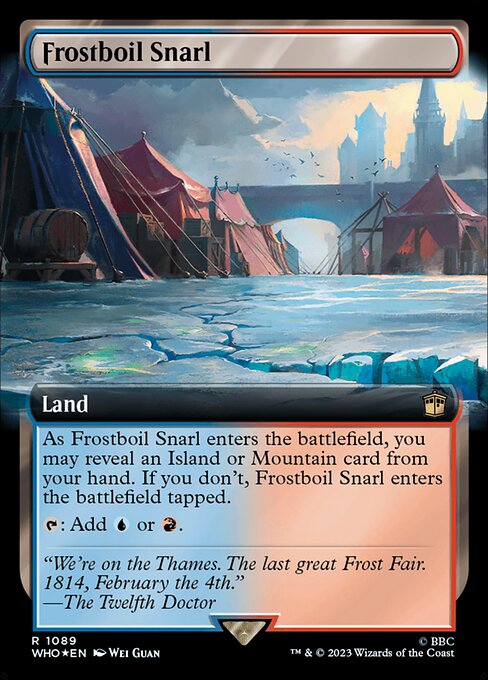 Frostboil Snarl
Land
As Frostboil Snarl enters the battlefield, you
may reveal an Island or Mountain card from
your hand. If you don't, Frostboil Snarl enters
the battlefield tapped.
: Add or .
“We're on the Thames. The last great Frost Fair.
1814, February the 4th.”
—The Twelfth Doctor
R 1089
WHO★EN Wei Guan
© BBC
™ & © 2023 Wizards of the Coast